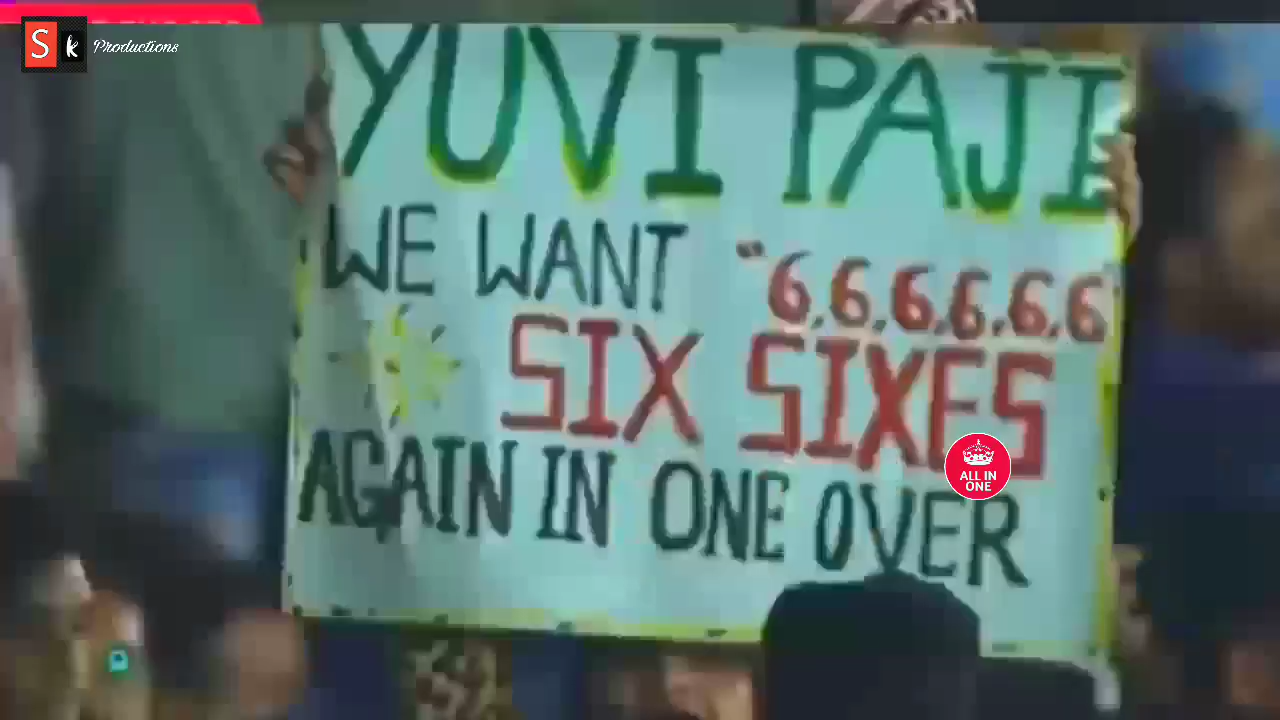 S k Productions
YUVI PAJI
WE WANT "6,6,6,6,6,6
SIX SIXES
ALL IN
ONE
AGAIN IN ONE OVER